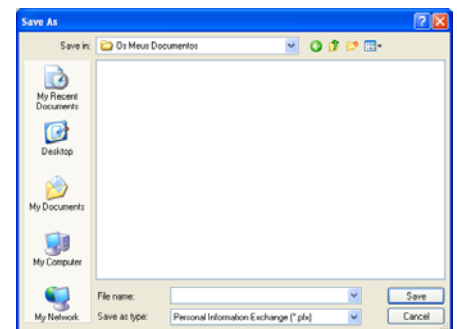 Save As
Save in: Os Meus Documentos
My Recent
Documents
Desktop
My Documents
My Computer
My Network
File name:
Save
Save as type: Personal Information Exchange (*.pfx)
Cancel